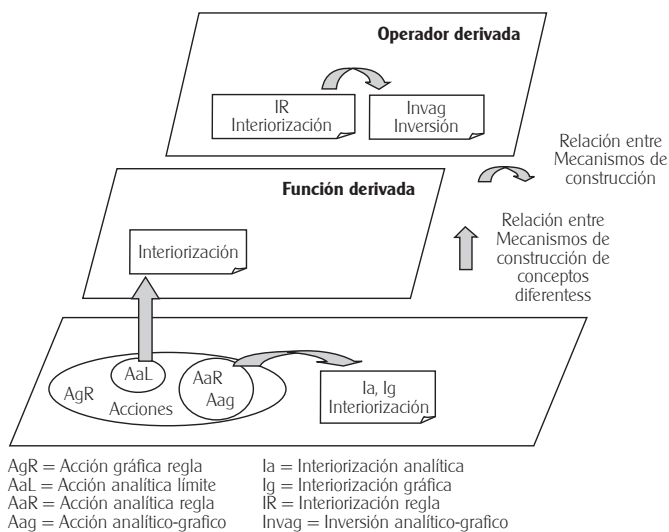 Operador derivada
IR
Interiorización
Invag
Inversión
Relación entre
Mecanismos de
construcción
Función derivada
Interiorización
Relación entre
Mecanismos de
construcción de
conceptos
diferentess
AgR
AaL
Acciones
AaR
Aag
Ia, Ig
Interiorización
AgR = Acción gráfica regla
AaL = Acción analítica límite
AaR = Acción analítica regla
Aag = Acción analítico-grafico
Ia = Interiorización analítica
Ig = Interiorización gráfica
IR = Interiorización regla
Invag = Inversión analítico-grafico